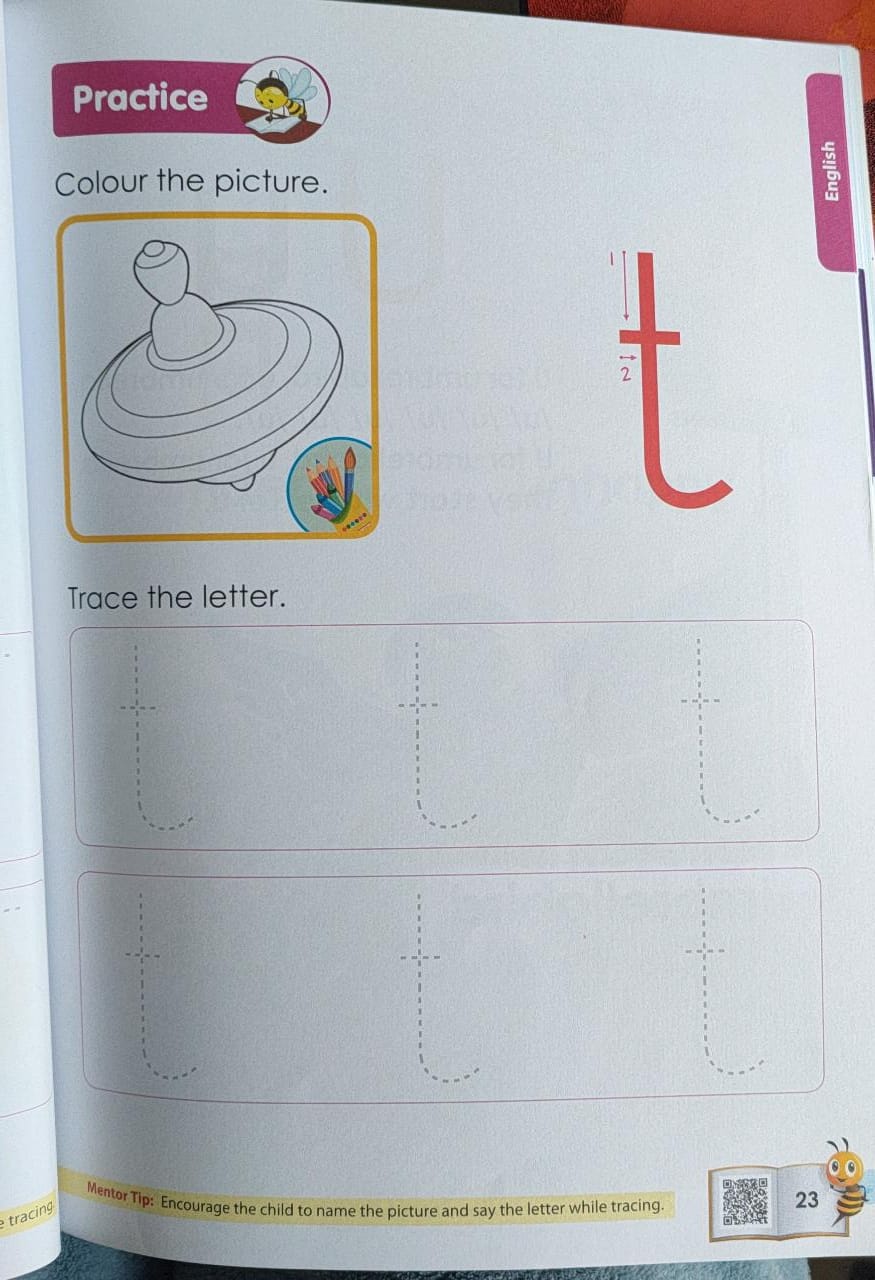 Practice
English
Colour the picture.
1
2
t
Trace the letter.
t t t
t t t
Mentor Tip: Encourage the child to name the picture and say the letter while tracing.
e tracing.
23